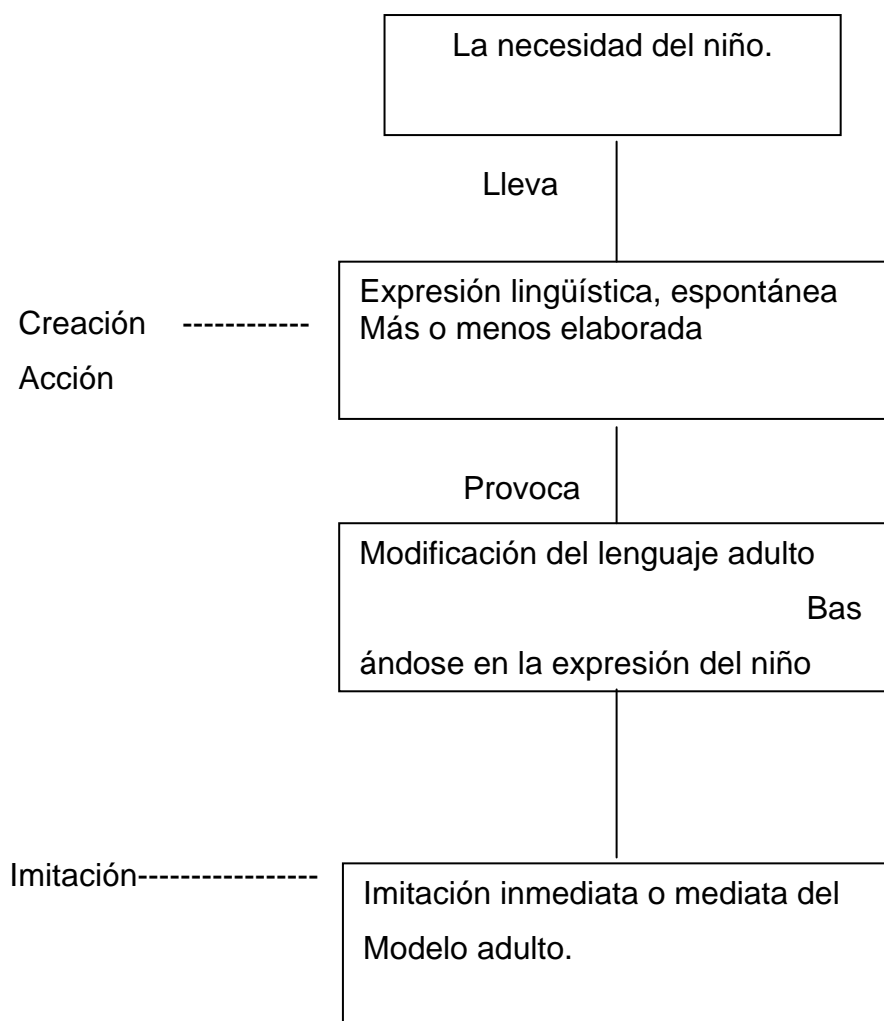 La necesidad del niño.
Lleva
Expresión lingüística, espontánea
Creación ------------ Más o menos elaborada
Acción
Provoca
Modificación del lenguaje adulto
Bas
ándose en la expresión del niño
Imitación-----------------
Imitación inmediata o mediata del
Modelo adulto.